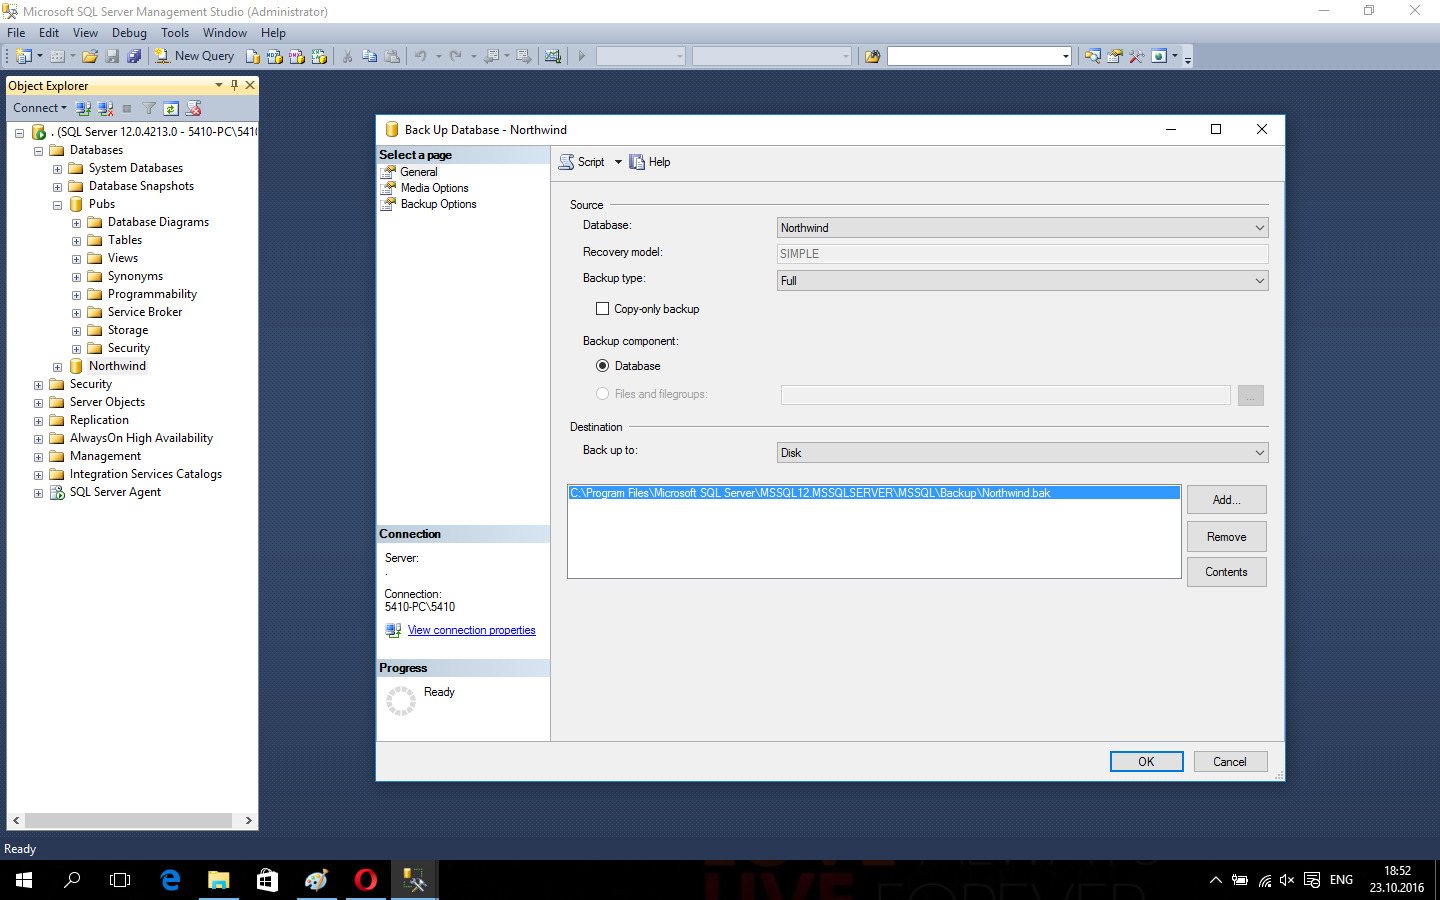 Microsoft SQL Server Management Studio (Administrator)
File Edit View Debug Tools Window Help
New Query
Object Explorer
Connect
. (SQL Server 12.0.4213.0 - 5410-PC\541
Databases
System Databases
Database Snapshots
Pubs
Database Diagrams
Tables
Views
Synonyms
Programmability
Service Broker
Storage
Security
Northwind
Security
Server Objects
Replication
AlwaysOn High Availability
Management
Integration Services Catalogs
SQL Server Agent
Back Up Database - Northwind
Select a page
General
Media Options
Backup Options
Connection
Server:
.
Connection:
5410-PC\5410
View connection properties
Progress
Ready
Script Help
Source
Database: Northwind
Recovery model: SIMPLE
Backup type: Full
Copy-only backup
Backup component:
Database
Files and filegroups: ...
Destination
Back up to: Disk
C:\Program Files\Microsoft SQL Server\MSSQL12.MSSQLSERVER\MSSQL\Backup\Northwind.bak
Add...
Remove
Contents
OK Cancel
Ready
ENG
18:52
23.10.2016